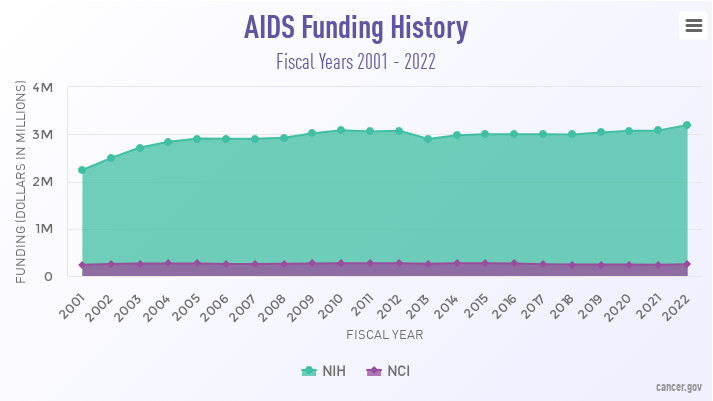 AIDS Funding History
Fiscal Years 2001 - 2022
FUNDING (DOLLARS IN MILLIONS)
4M
3M
2M
1M
0
2001 2002 2003 2004 2005 2006 2007 2008 2009 2010 2011 2012 2013 2014 2015 2016 2017 2018 2019 2020 2021 2022
FISCAL YEAR
NIH NCI
cancer.gov